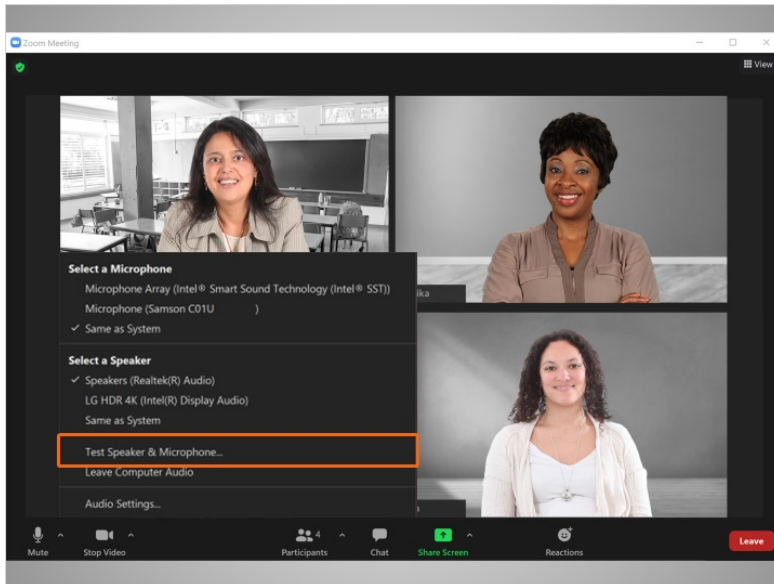 Zoom Meeting
View
Select a Microphone
Microphone Array (Intel® Smart Sound Technology (Intel® SST))
Microphone (Samson C01U )
✓ Same as System
ika
Select a Speaker
✓ Speakers (Realtek(R) Audio)
LG HDR 4K (Intel(R) Display Audio)
Same as System
Test Speaker & Microphone...
Leave Computer Audio
Audio Settings...
4
Mute Stop Video Participants Chat Share Screen Reactions Leave